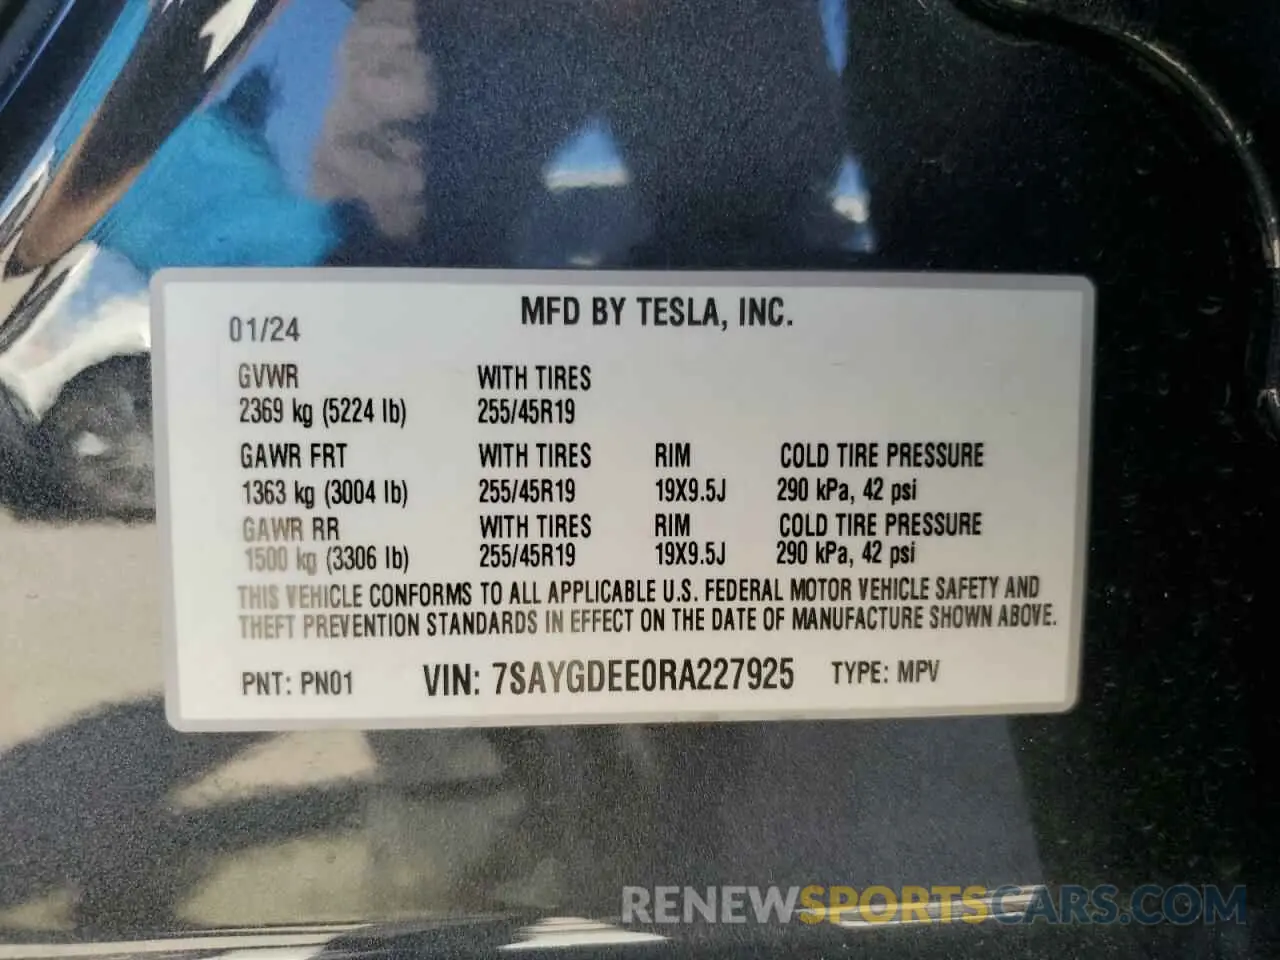 MFD BY TESLA, INC.
01/24
GVWR WITH TIRES
2369 kg (5224 lb) 255/45R19
GAWR FRT WITH TIRES RIM COLD TIRE PRESSURE
1363 kg (3004 lb) 255/45R19 19X9.5J 290 kPa, 42 psi
GAWR RR WITH TIRES RIM COLD TIRE PRESSURE
1500 kg (3306 lb) 255/45R19 19X9.5J 290 kPa, 42 psi
THIS VEHICLE CONFORMS TO ALL APPLICABLE U.S. FEDERAL MOTOR VEHICLE SAFETY AND
THEFT PREVENTION STANDARDS IN EFFECT ON THE DATE OF MANUFACTURE SHOWN ABOVE.
PNT: PN01 VIN: 7SAYGDEE0RA227925 TYPE: MPV
RENEWSPORTSCARS.COM